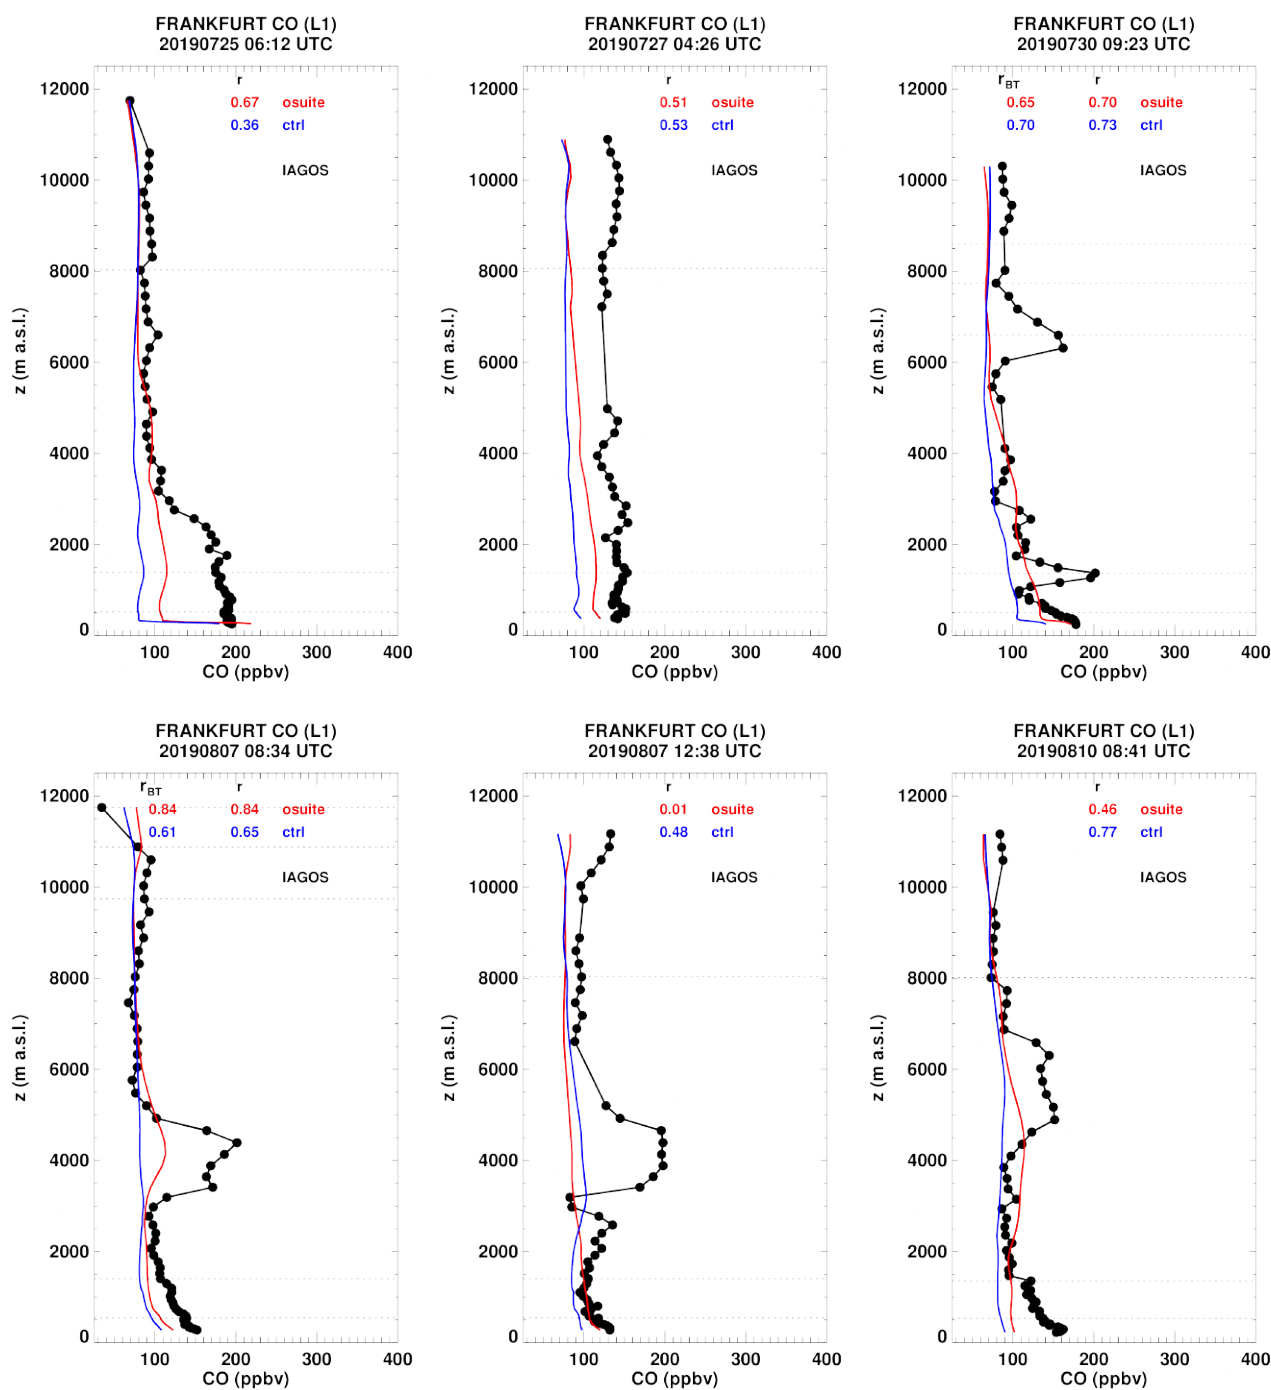 FRANKFURT CO (L1)
20190725 06:12 UTC
r
0.67 osuite
0.36 ctrl
IAGOS
12000
10000
8000
6000
4000
2000
0
z (m a.s.l.)
100 200 300 400
CO (ppbv)
FRANKFURT CO (L1)
20190727 04:26 UTC
r
0.51 osuite
0.53 ctrl
IAGOS
12000
10000
8000
6000
4000
2000
0
z (m a.s.l.)
100 200 300 400
CO (ppbv)
FRANKFURT CO (L1)
20190730 09:23 UTC
rBT r
0.65 0.70 osuite
0.70 0.73 ctrl
IAGOS
12000
10000
8000
6000
4000
2000
0
z (m a.s.l.)
100 200 300 400
CO (ppbv)
FRANKFURT CO (L1)
20190807 08:34 UTC
rBT r
0.84 0.84 osuite
0.61 0.65 ctrl
IAGOS
12000
10000
8000
6000
4000
2000
0
z (m a.s.l.)
100 200 300 400
CO (ppbv)
FRANKFURT CO (L1)
20190807 12:38 UTC
r
0.01 osuite
0.48 ctrl
IAGOS
12000
10000
8000
6000
4000
2000
0
z (m a.s.l.)
100 200 300 400
CO (ppbv)
FRANKFURT CO (L1)
20190810 08:41 UTC
r
0.46 osuite
0.77 ctrl
IAGOS
12000
10000
8000
6000
4000
2000
0
z (m a.s.l.)
100 200 300 400
CO (ppbv)